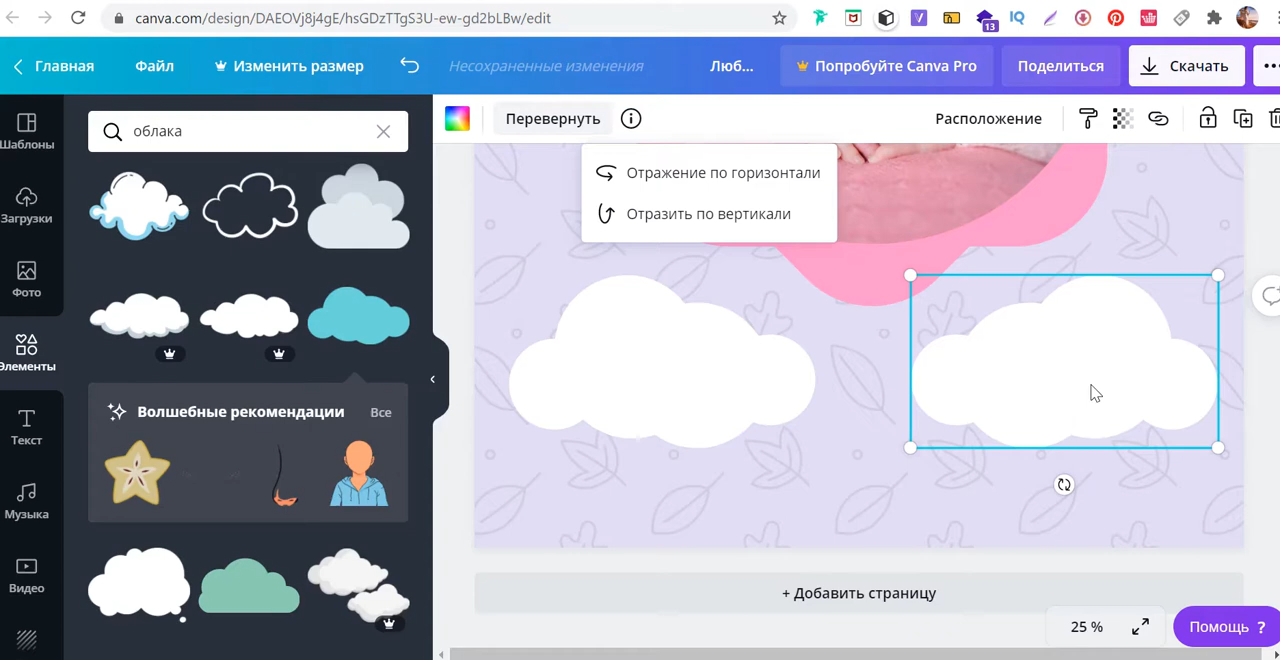 canva.com/design/DAEOVj8j4gE/hsGDzTTgS3U-ew-gd2bLBw/edit
13
Главная
Файл
Изменить размер
Несохраненные изменения
Люб...
Попробуйте Canva Pro
Поделиться
Скачать
Шаблоны
Загрузки
Фото
Элементы
Текст
Музыка
Видео
облака
Волшебные рекомендации
Все
Перевернуть
Расположение
Отражение по горизонтали
Отразить по вертикали
+ Добавить страницу
25 %
Помощь ?